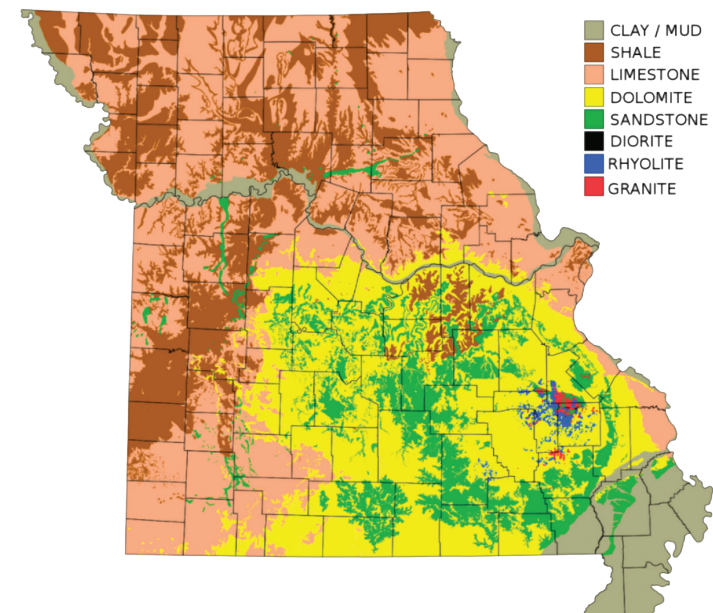 CLAY / MUD
SHALE
LIMESTONE
DOLOMITE
SANDSTONE
DIORITE
RHYOLITE
GRANITE